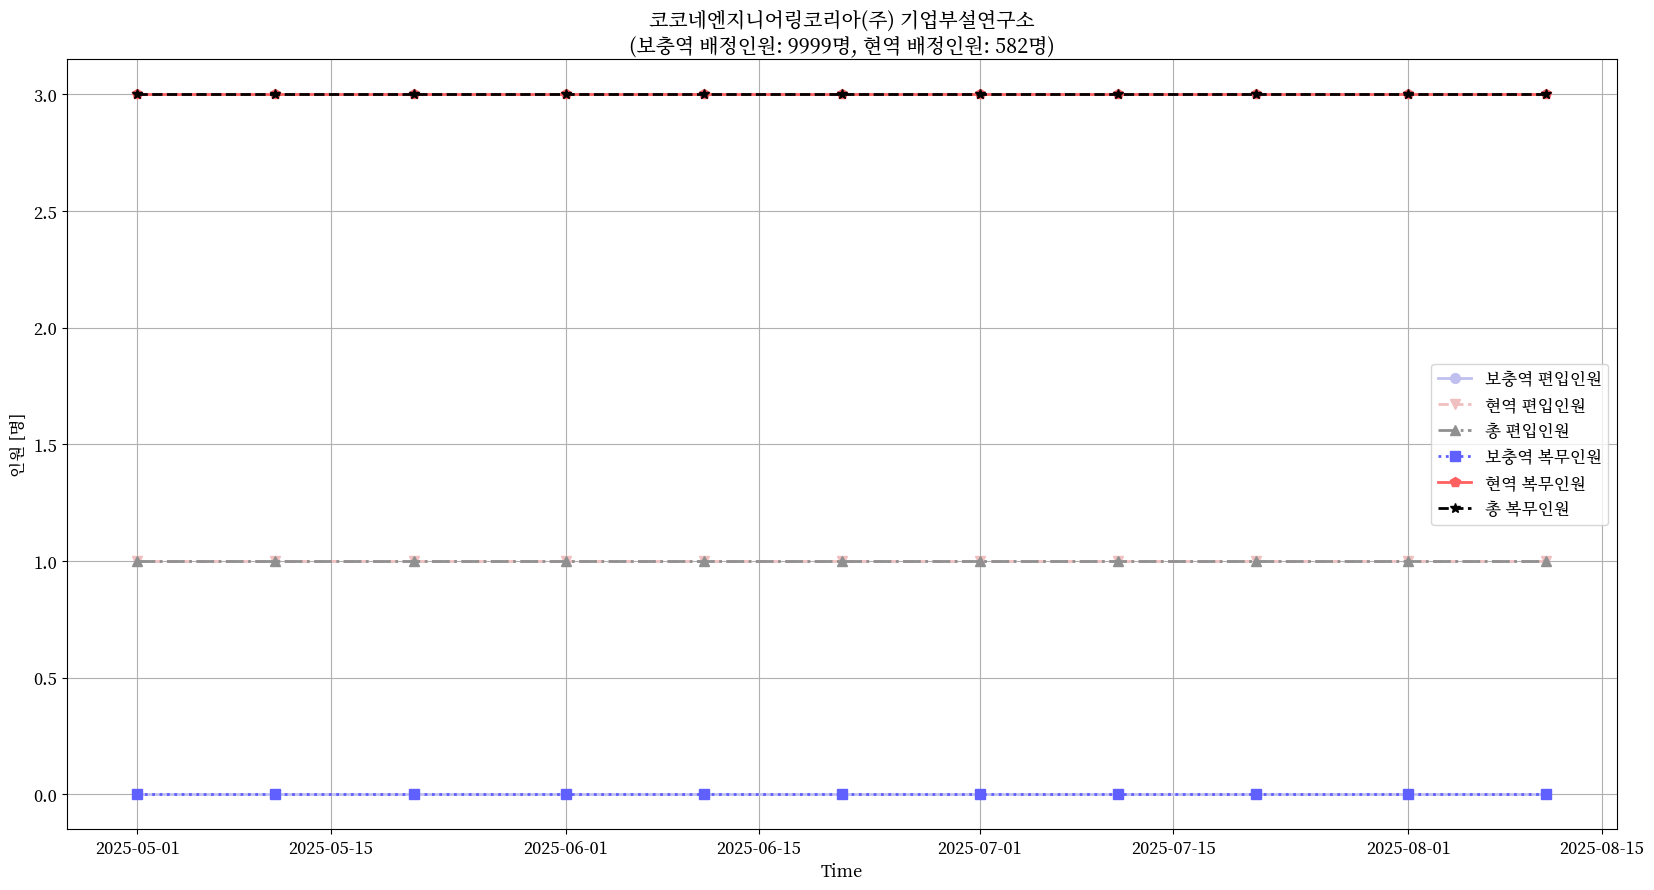 코코네엔지니어링코리아(주) 기업부설연구소
(보충역 배정인원: 9999명, 현역 배정인원: 582명)
3.0
2.5
2.0
1.5
1.0
0.5
0.0
인원 [명]
보충역 편입인원
현역 편입인원
총 편입인원
보충역 복무인원
현역 복무인원
총 복무인원
2025-05-01 2025-05-15 2025-06-01 2025-06-15 2025-07-01 2025-07-15 2025-08-01 2025-08-15
Time